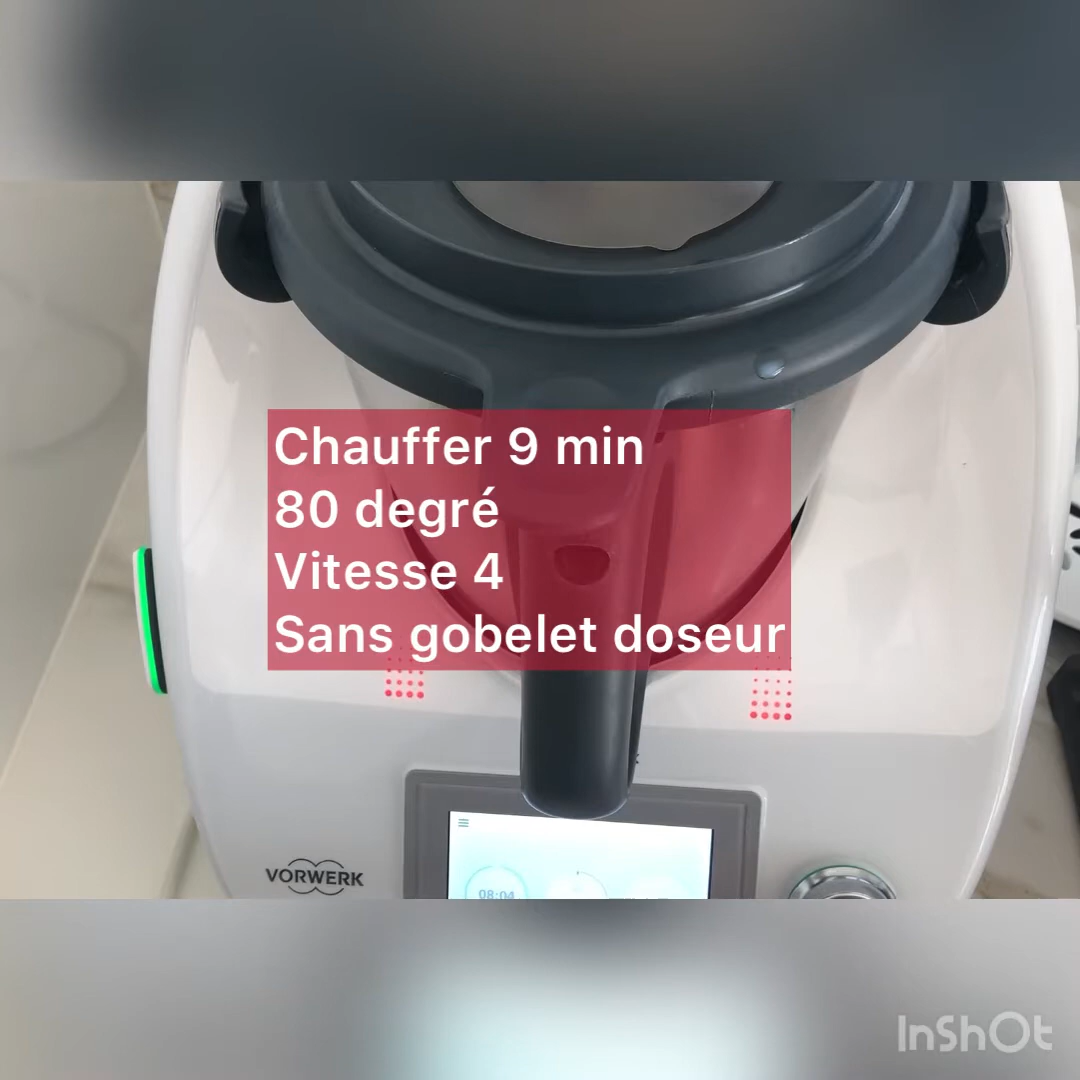 Chauffer 9 min
80 degré
Vitesse 4
Sans gobelet doseur
VORWERK
08:04
InShOt